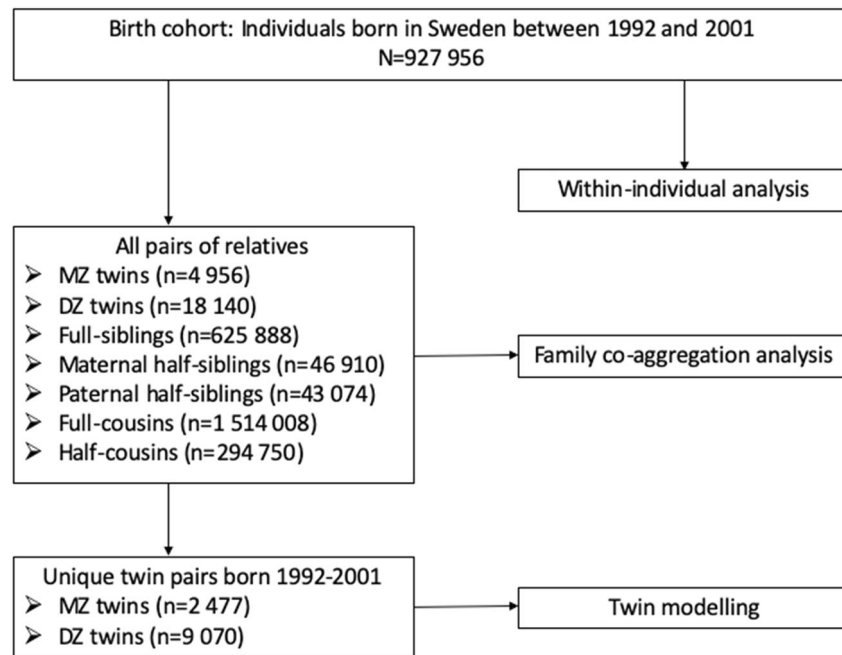 Birth cohort: Individuals born in Sweden between 1992 and 2001
N=927 956
Within-individual analysis
All pairs of relatives
➢ MZ twins (n=4 956)
➢ DZ twins (n=18 140)
➢ Full-siblings (n=625 888)
➢ Maternal half-siblings (n=46 910)
➢ Paternal half-siblings (n=43 074)
➢ Full-cousins (n=1 514 008)
➢ Half-cousins (n=294 750)
Family co-aggregation analysis
Unique twin pairs born 1992-2001
➢ MZ twins (n=2 477)
➢ DZ twins (n=9 070)
Twin modelling